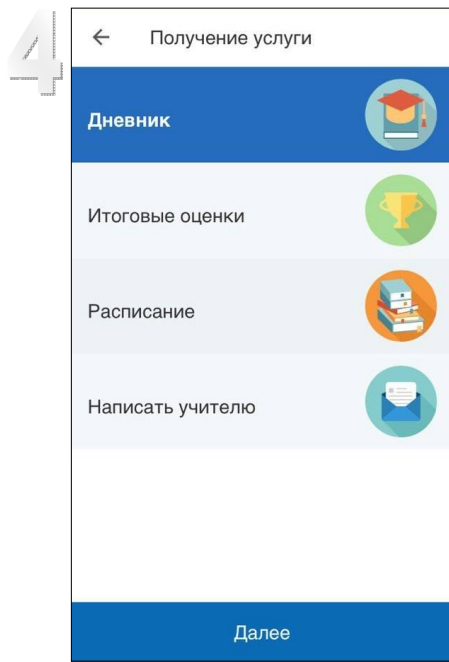 4
Получение услуги
Дневник
Итоговые оценки
Расписание
Написать учителю
Далее